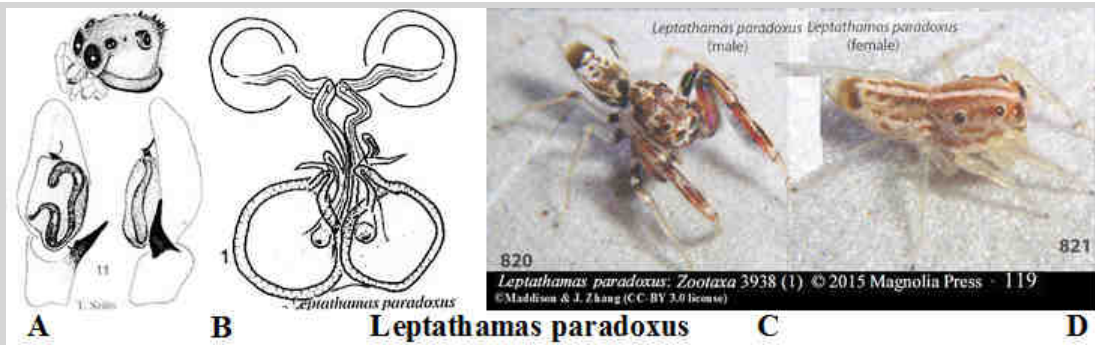 Leptathamas paradoxus
(male)
Leptathamas paradoxus
(female)
11
1
Leptathamas paradoxus
820
821
Leptathamas paradoxus: Zootaxa 3938 (1) © 2015 Magnolia Press · 119
©Maddison & J. Zhang (CC-BY 3.0 license)
A
B
Leptathamas paradoxus
C
D